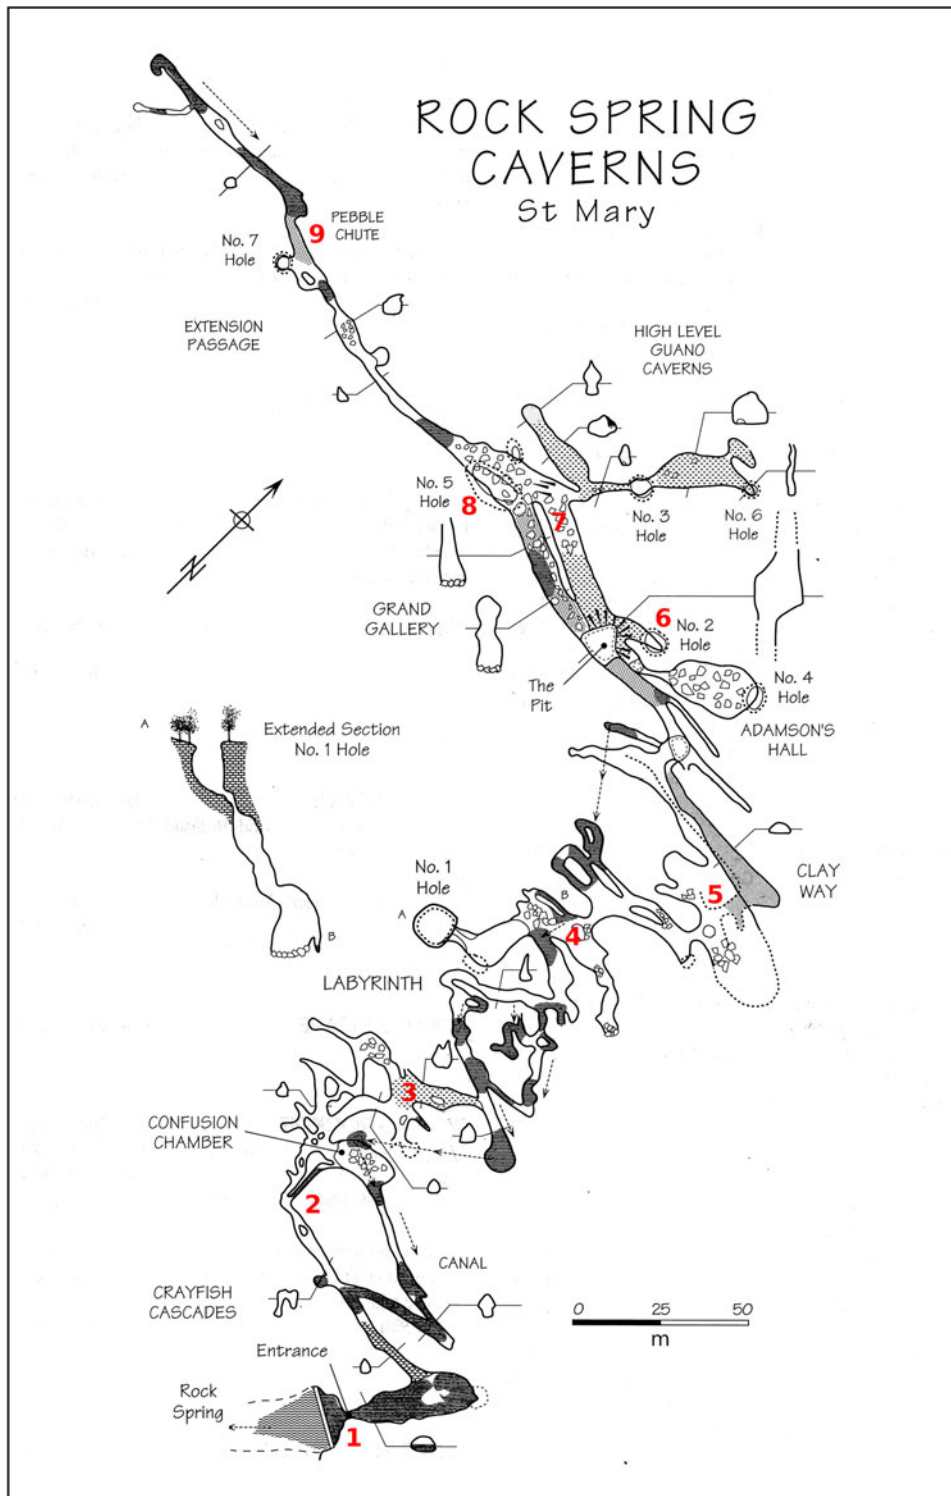 ROCK SPRING
CAVERNS
St Mary
9
PEBBLE
CHUTE
No. 7
Hole
EXTENSION
PASSAGE
HIGH LEVEL
GUANO
CAVERNS
No. 5
Hole
8
7
No. 3
Hole
No. 6
Hole
N
GRAND
GALLERY
6
No. 2
Hole
The
Pit
No. 4
Hole
ADAMSON'S
HALL
A
Extended Section
No. 1 Hole
B
CLAY
WAY
5
No. 1
Hole
A
B
4
LABYRINTH
3
CONFUSION
CHAMBER
2
CANAL
CRAYFISH
CASCADES
0 25 50
m
Entrance
Rock
Spring
1